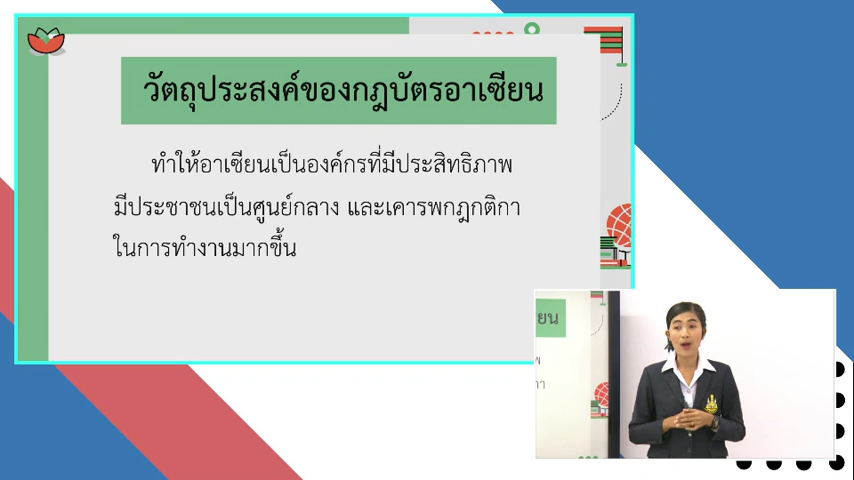 วัตถุประสงค์ของกฎบัตรอาเซียน
ทำให้อาเซียนเป็นองค์กรที่มีประสิทธิภาพ
มีประชาชนเป็นศูนย์กลาง และเคารพกฎกติกา
ในการทำงานมากขึ้น
ยน